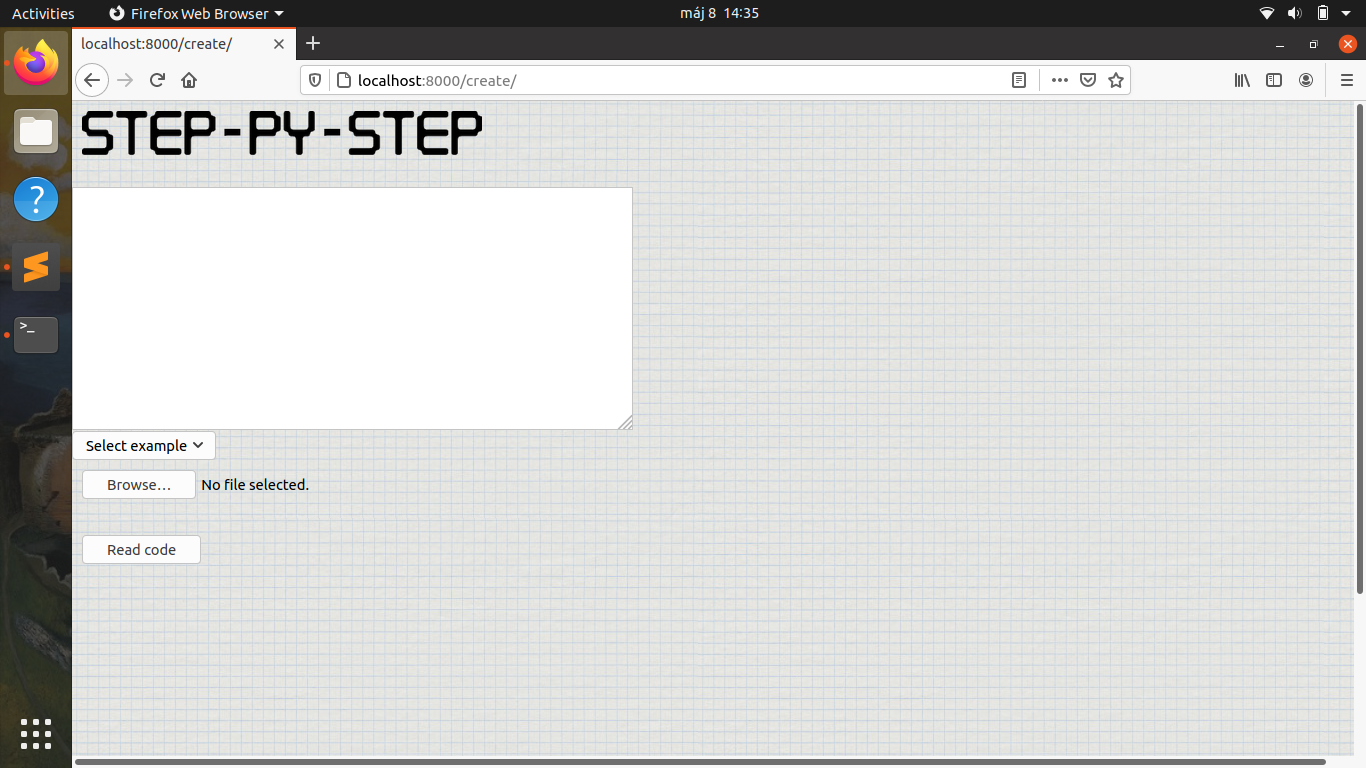 Activities
Firefox Web Browser
máj 8 14:35
localhost:8000/create/
localhost:8000/create/
STEP-PY-STEP
Select example
Browse...
No file selected.
Read code